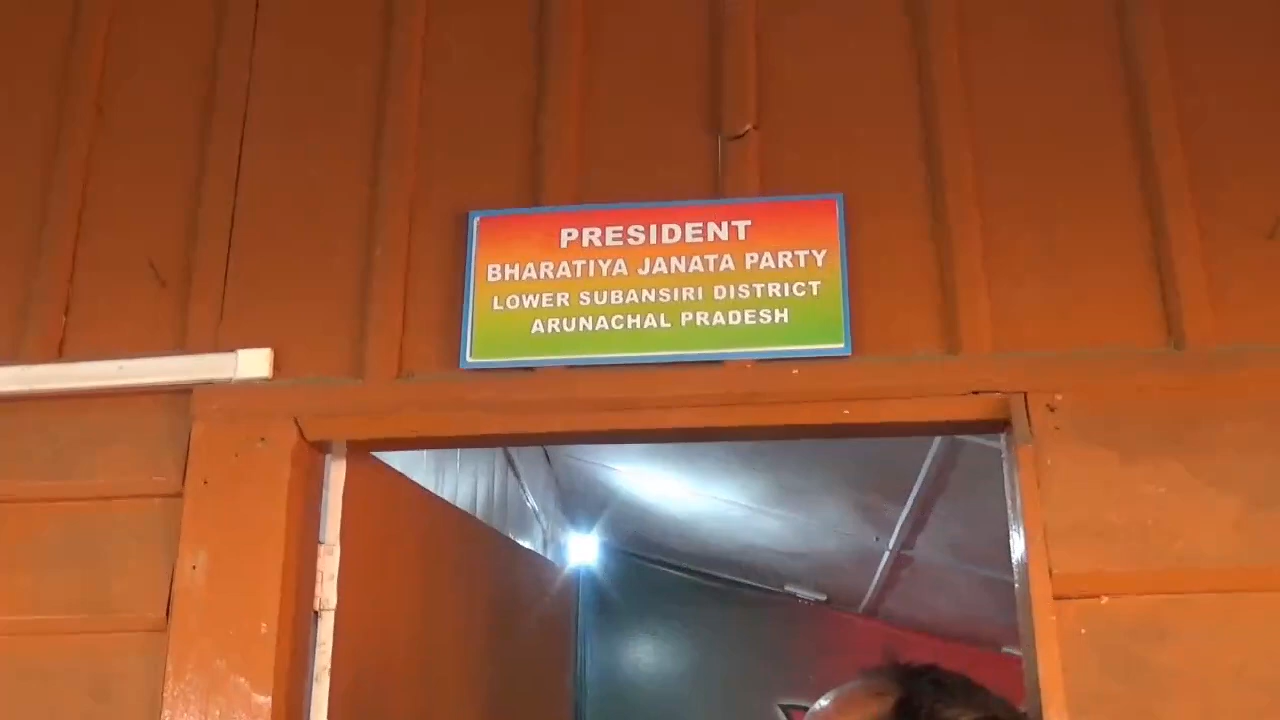 PRESIDENT
BHARATIYA JANATA PARTY
LOWER SUBANSIRI DISTRICT
ARUNACHAL PRADESH